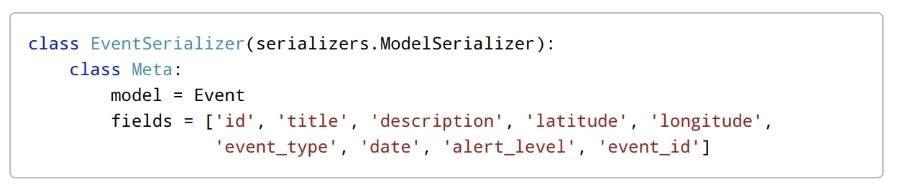 class EventSerializer(serializers.ModelSerializer):
    class Meta:
        model = Event
        fields = ['id', 'title', 'description', 'latitude', 'longitude',
                  'event_type', 'date', 'alert_level', 'event_id']